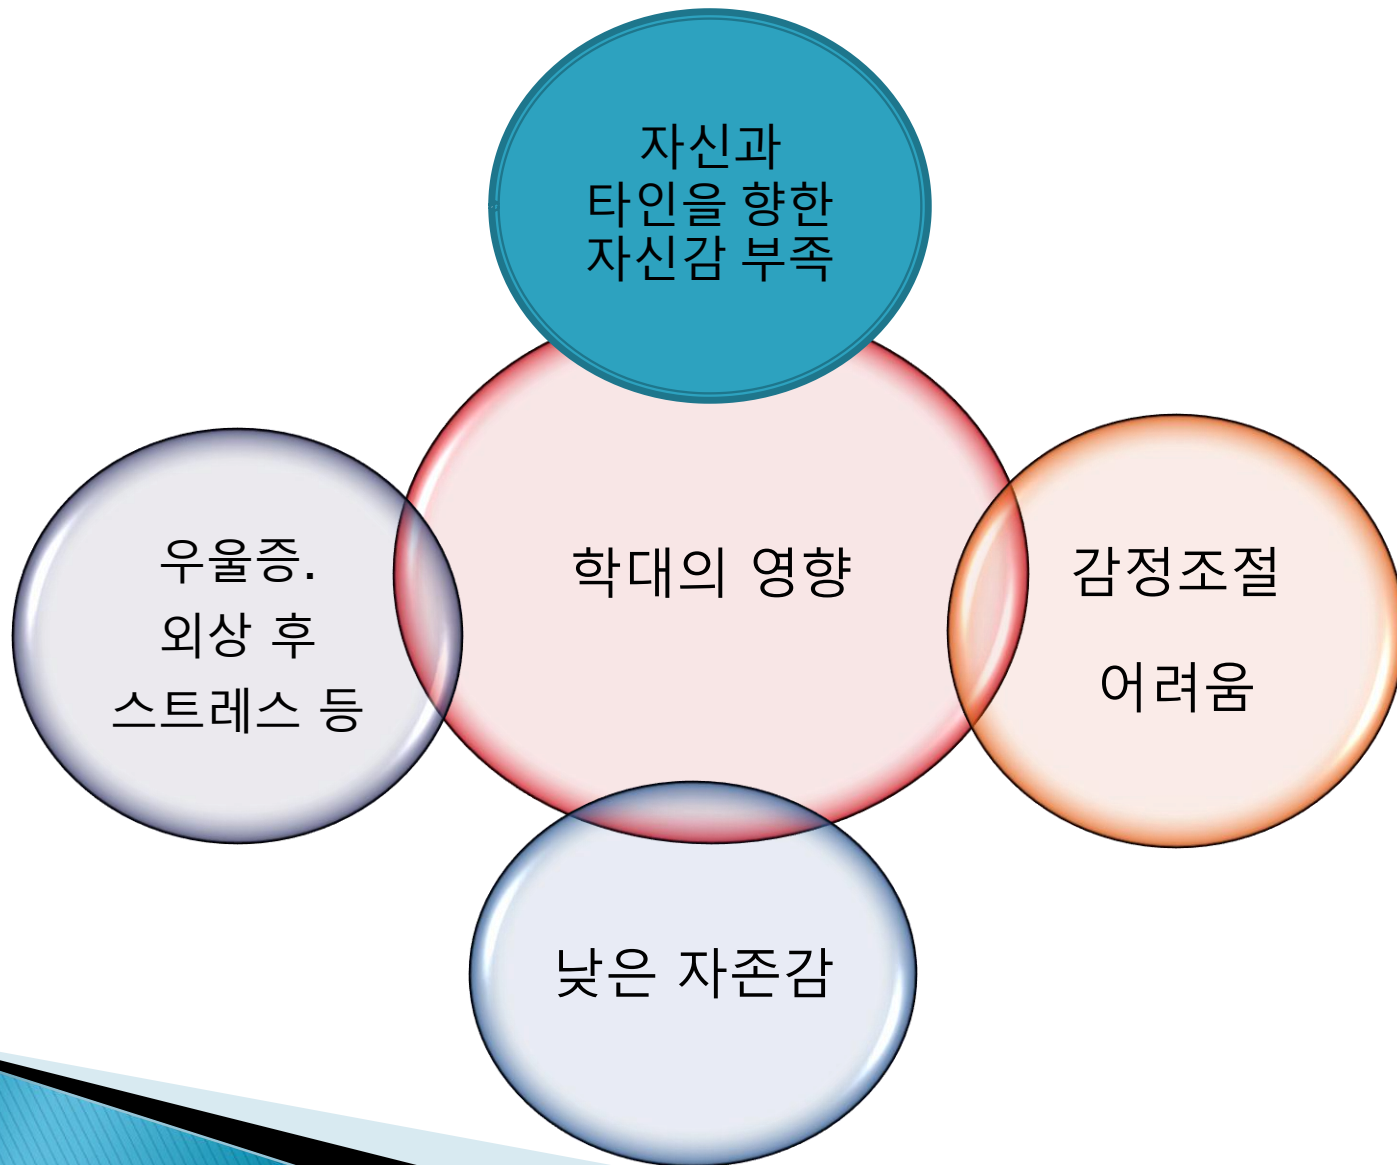 자신과
타인을 향한
자신감 부족
학대의 영향
우울증.
외상 후
스트레스 등
감정조절
어려움
낮은 자존감